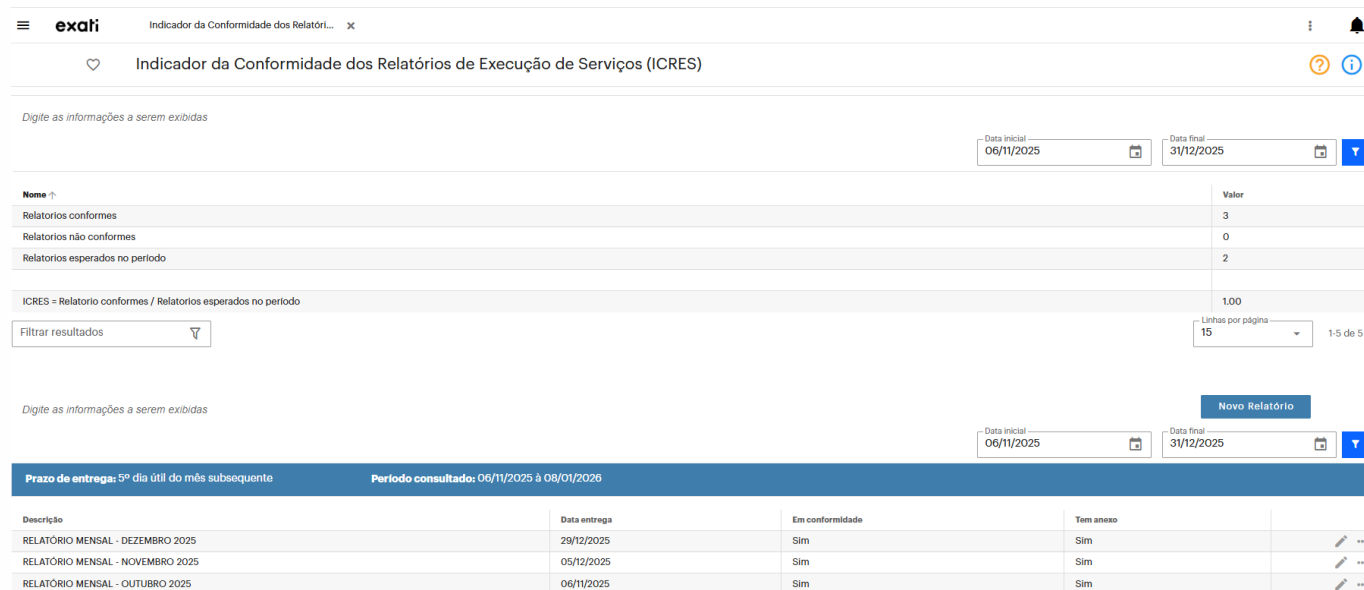 exati Indicador da Conformidade dos Relatóri...
Indicador da Conformidade dos Relatórios de Execução de Serviços (ICRES)
Digite as informações a serem exibidas
Data inicial Data final
06/11/2025 31/12/2025
Nome Valor
Relatorios conformes 3
Relatorios não conformes 0
Relatorios esperados no período 2
ICRES = Relatorio conformes / Relatorios esperados no período 1.00
Filtrar resultados
Linhas por página
15 1-5 de 5
Digite as informações a serem exibidas
Novo Relatório
Data inicial Data final
06/11/2025 31/12/2025
Prazo de entrega: 5º dia útil do mês subsequente Período consultado: 06/11/2025 à 08/01/2026
Descrição Data entrega Em conformidade Tem anexo
RELATÓRIO MENSAL - DEZEMBRO 2025 29/12/2025 Sim Sim
RELATÓRIO MENSAL - NOVEMBRO 2025 05/12/2025 Sim Sim
RELATÓRIO MENSAL - OUTUBRO 2025 06/11/2025 Sim Sim